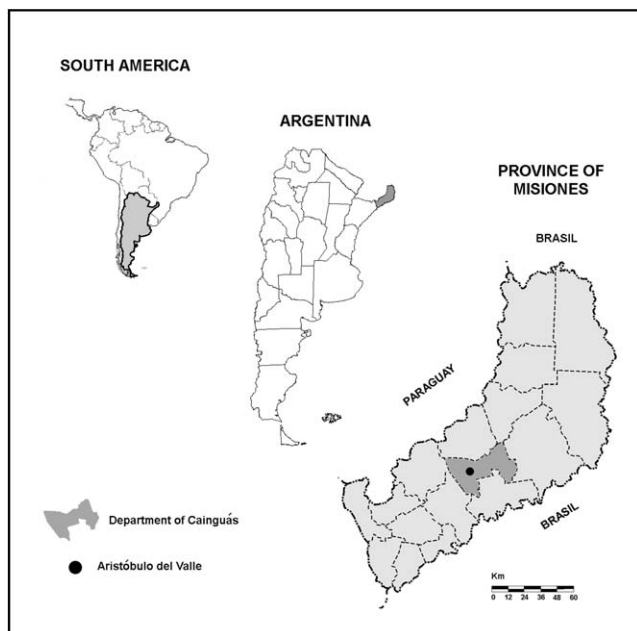 SOUTH AMERICA
ARGENTINA
PROVINCE OF
MISIONES
BRASIL
PARAGUAY
BRASIL
Department of Cainguás
Aristóbulo del Valle
Km
0 12 24 36 48 60